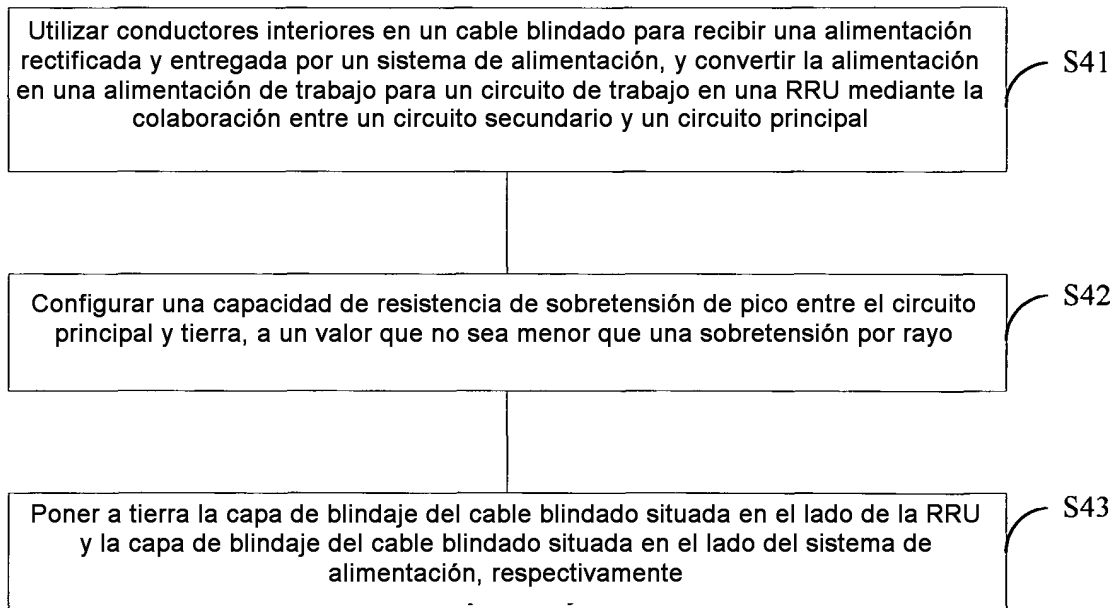 Utilizar conductores interiores en un cable blindado para recibir una alimentación
rectificada y entregada por un sistema de alimentación, y convertir la alimentación
en una alimentación de trabajo para un circuito de trabajo en una RRU mediante la
colaboración entre un circuito secundario y un circuito principal
S41
Configurar una capacidad de resistencia de sobretensión de pico entre el circuito
principal y tierra, a un valor que no sea menor que una sobretensión por rayo
S42
Poner a tierra la capa de blindaje del cable blindado situada en el lado de la RRU
y la capa de blindaje del cable blindado situada en el lado del sistema de
alimentación, respectivamente
S43